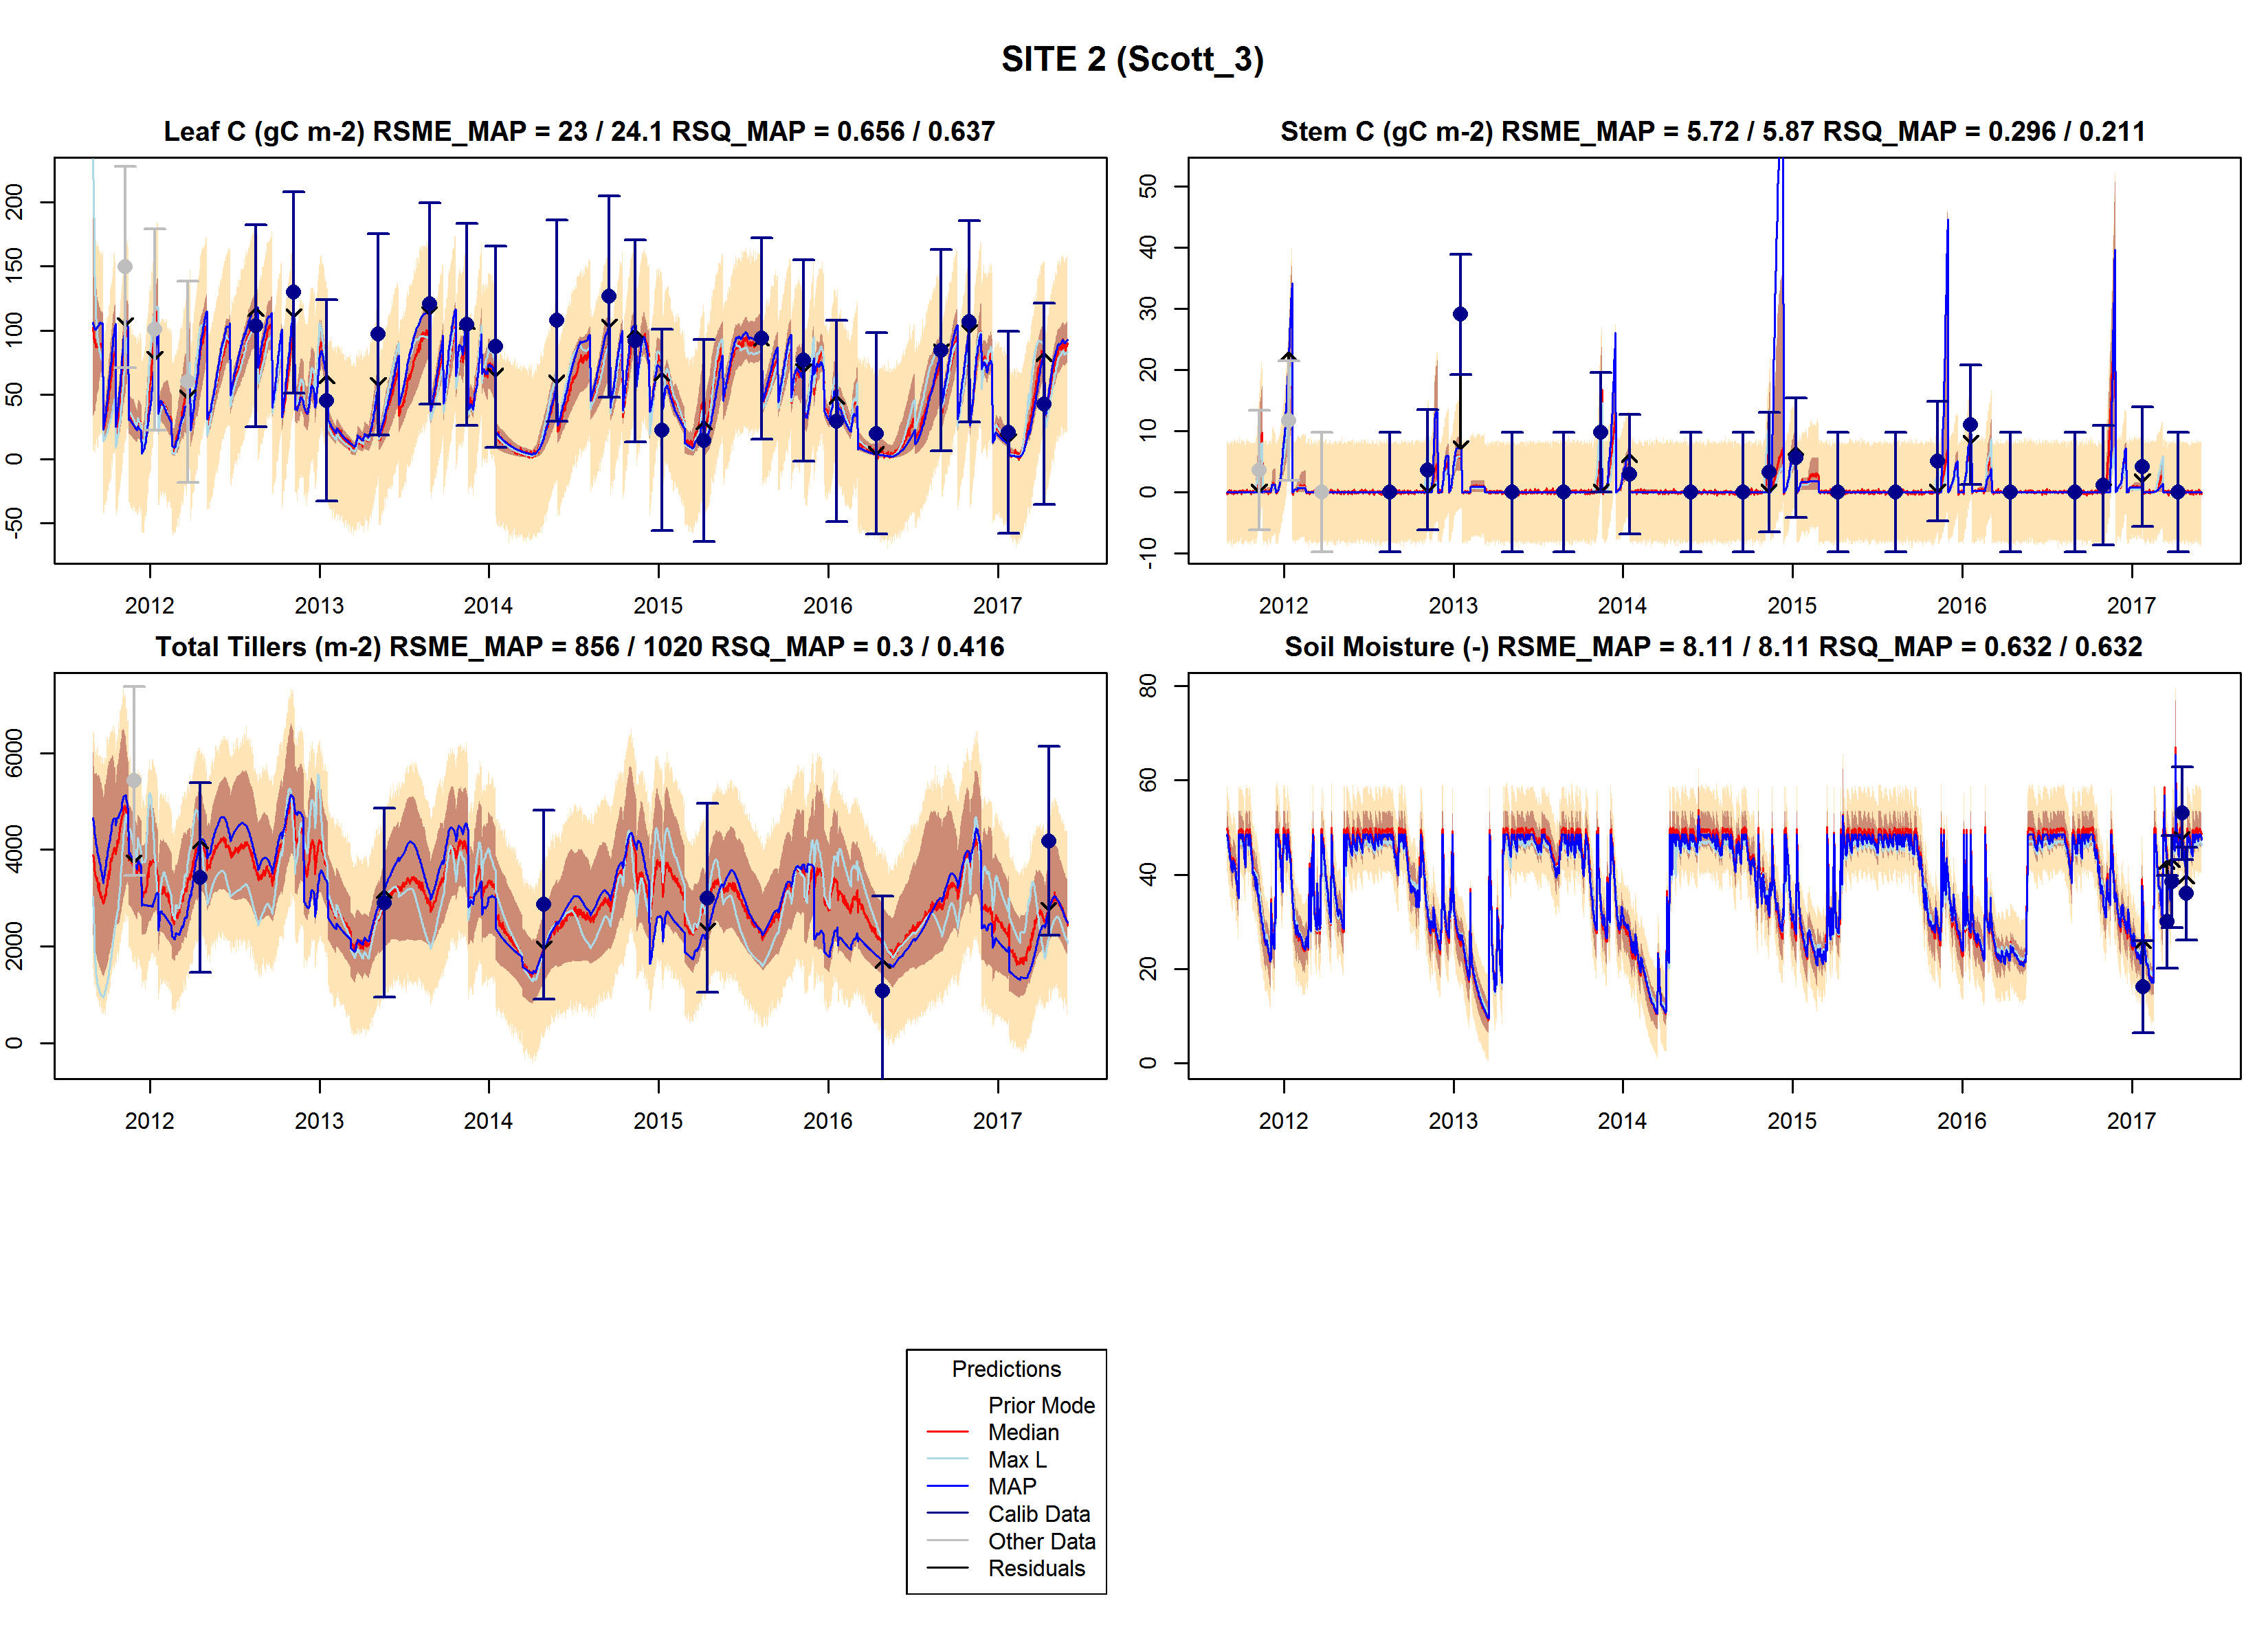 SITE 2 (Scott_3)
Leaf C (gC m-2) RSME_MAP = 23 / 24.1 RSQ_MAP = 0.656 / 0.637
200
150
100
50
0
-50
2012 2013 2014 2015 2016 2017
Stem C (gC m-2) RSME_MAP = 5.72 / 5.87 RSQ_MAP = 0.296 / 0.211
50
40
30
20
10
0
-10
2012 2013 2014 2015 2016 2017
Total Tillers (m-2) RSME_MAP = 856 / 1020 RSQ_MAP = 0.3 / 0.416
6000
4000
2000
0
2012 2013 2014 2015 2016 2017
Soil Moisture (-) RSME_MAP = 8.11 / 8.11 RSQ_MAP = 0.632 / 0.632
80
60
40
20
0
2012 2013 2014 2015 2016 2017
Predictions
Prior Mode
Median
Max L
MAP
Calib Data
Other Data
Residuals